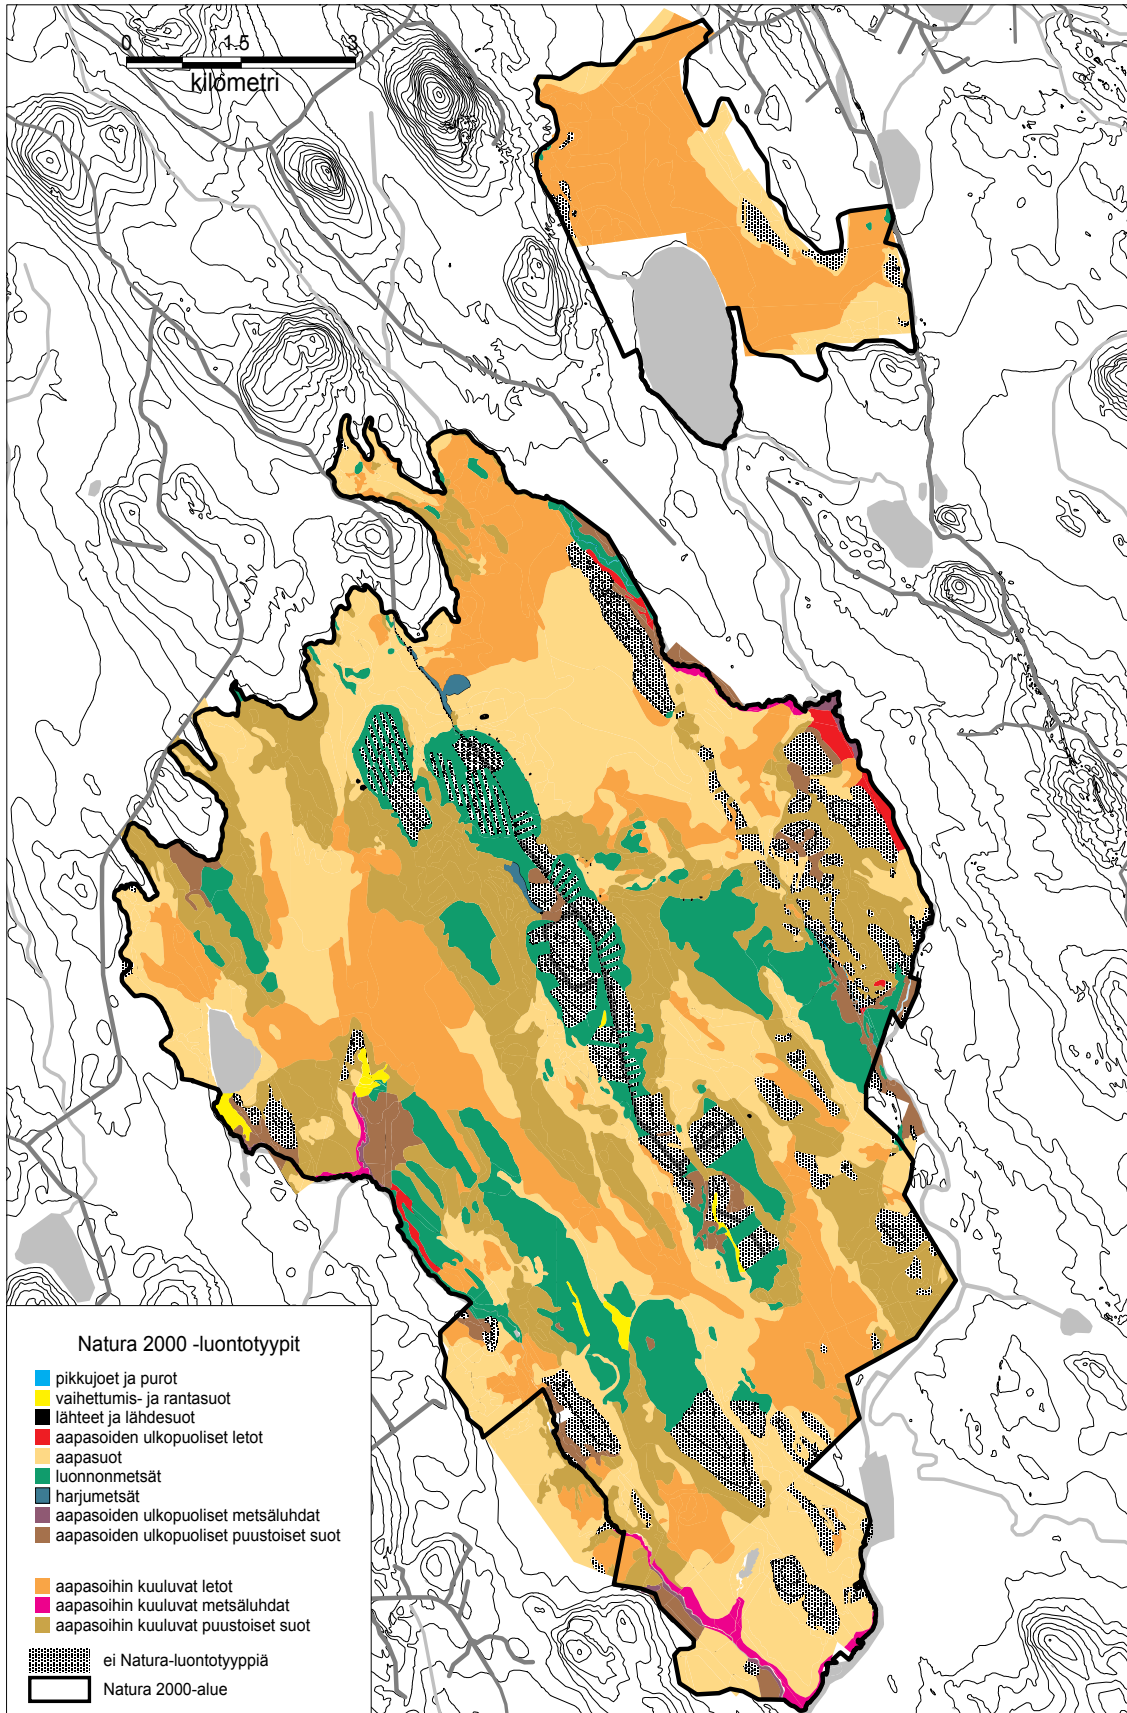 0 1.5 3
kilometri
Natura 2000 -luontotyypit
pikkujoet ja purot
vaihettumis- ja rantasuot
lähteet ja lähdesuot
aapasoiden ulkopuoliset letot
aapasuot
luonnonmetsät
harjumetsät
aapasoiden ulkopuoliset metsäluhdat
aapasoiden ulkopuoliset puustoiset suot
aapasoihin kuuluvat letot
aapasoihin kuuluvat metsäluhdat
aapasoihin kuuluvat puustoiset suot
ei Natura-luontotyyppiä
Natura 2000-alue